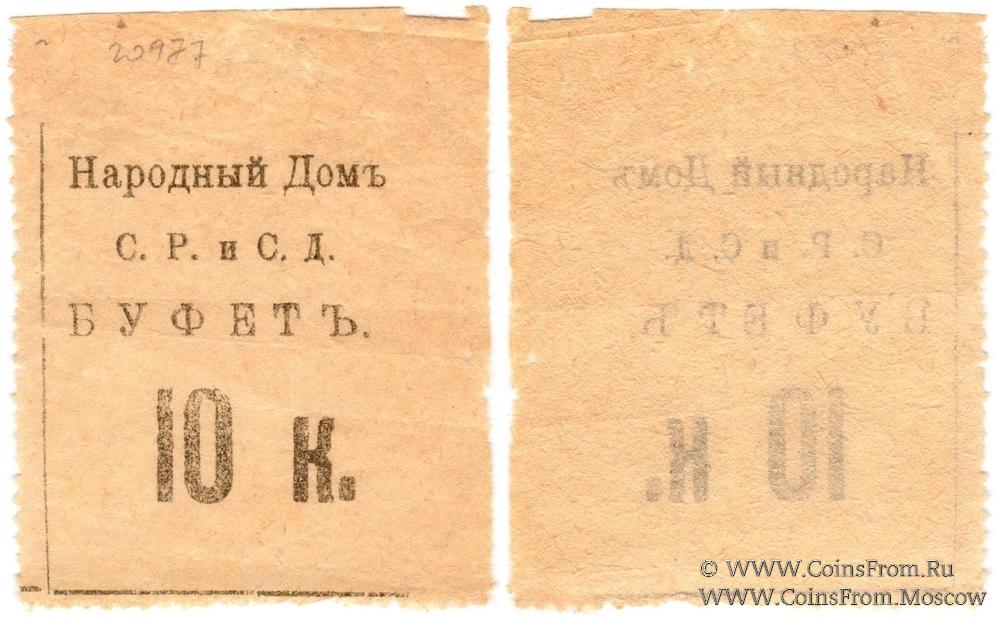 20977
Народный Домъ
С. Р. и С. Д.
БУФЕТЪ.
10 к.
Народный Домъ
С. Р. и С. Д.
БУФЕТЪ.
10 к.
© WWW.CoinsFrom.Ru
WWW.CoinsFrom.Moscow